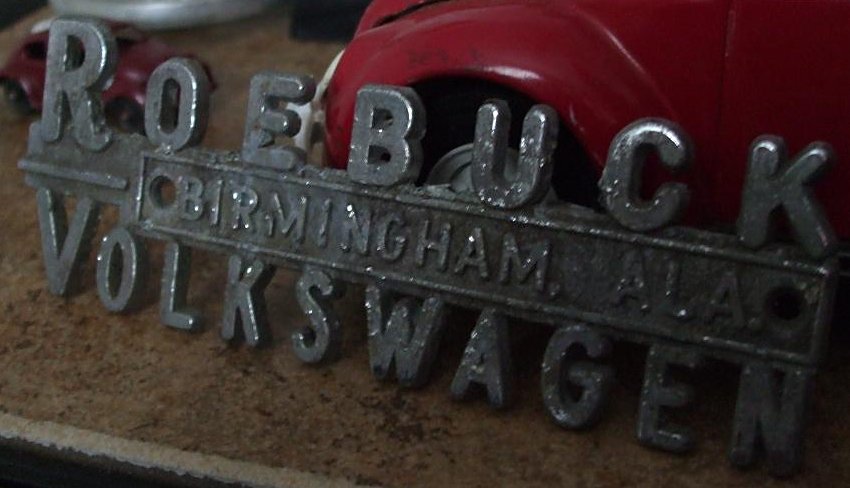 ROEBUCK
BIRMINGHAM, ALA.
VOLKSWAGEN